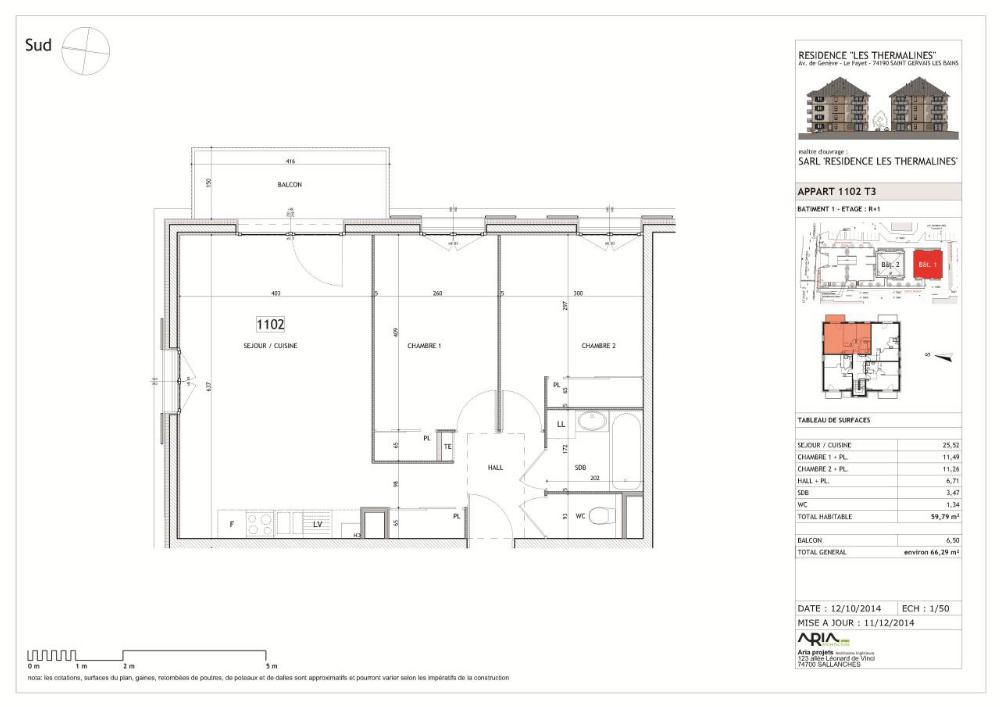 Sud
RESIDENCE "LES THERMALINES"
Av. de Genève - Le Fayet - 74190 SAINT GERVAIS LES BAINS
maître d'ouvrage :
SARL 'RESIDENCE LES THERMALINES'
APPART 1102 T3
BATIMENT 1 - ETAGE : R+1
Bât. 2
Bât. 1
S
TABLEAU DE SURFACES
SEJOUR / CUISINE 25,52
CHAMBRE 1 + PL. 11,49
CHAMBRE 2 + PL. 11,26
HALL + PL. 6,71
SDB 3,47
WC 1,34
TOTAL HABITABLE 59,79 m²
BALCON 6,50
TOTAL GENERAL environ 66,29 m²
DATE : 12/10/2014 ECH : 1/50
MISE A JOUR : 11/12/2014
ARIA
Aria projets
123 allée Léonard de Vinci
74700 SALLANCHES
416
150
BALCON
403
5
260
5
300
297
1102
SEJOUR / CUISINE
CHAMBRE 1
CHAMBRE 2
409
637
PL
65
5
LL
172
SDB
202
5
PL
TE
65
HALL
98
PL
65
93
WC
F
LV
0 m
1 m
2 m
5 m
nota: les cotations, surfaces du plan, gaines, retombées de poutres, de poteaux et de dalles sont approximatifs et pourront varier selon les impératifs de la construction